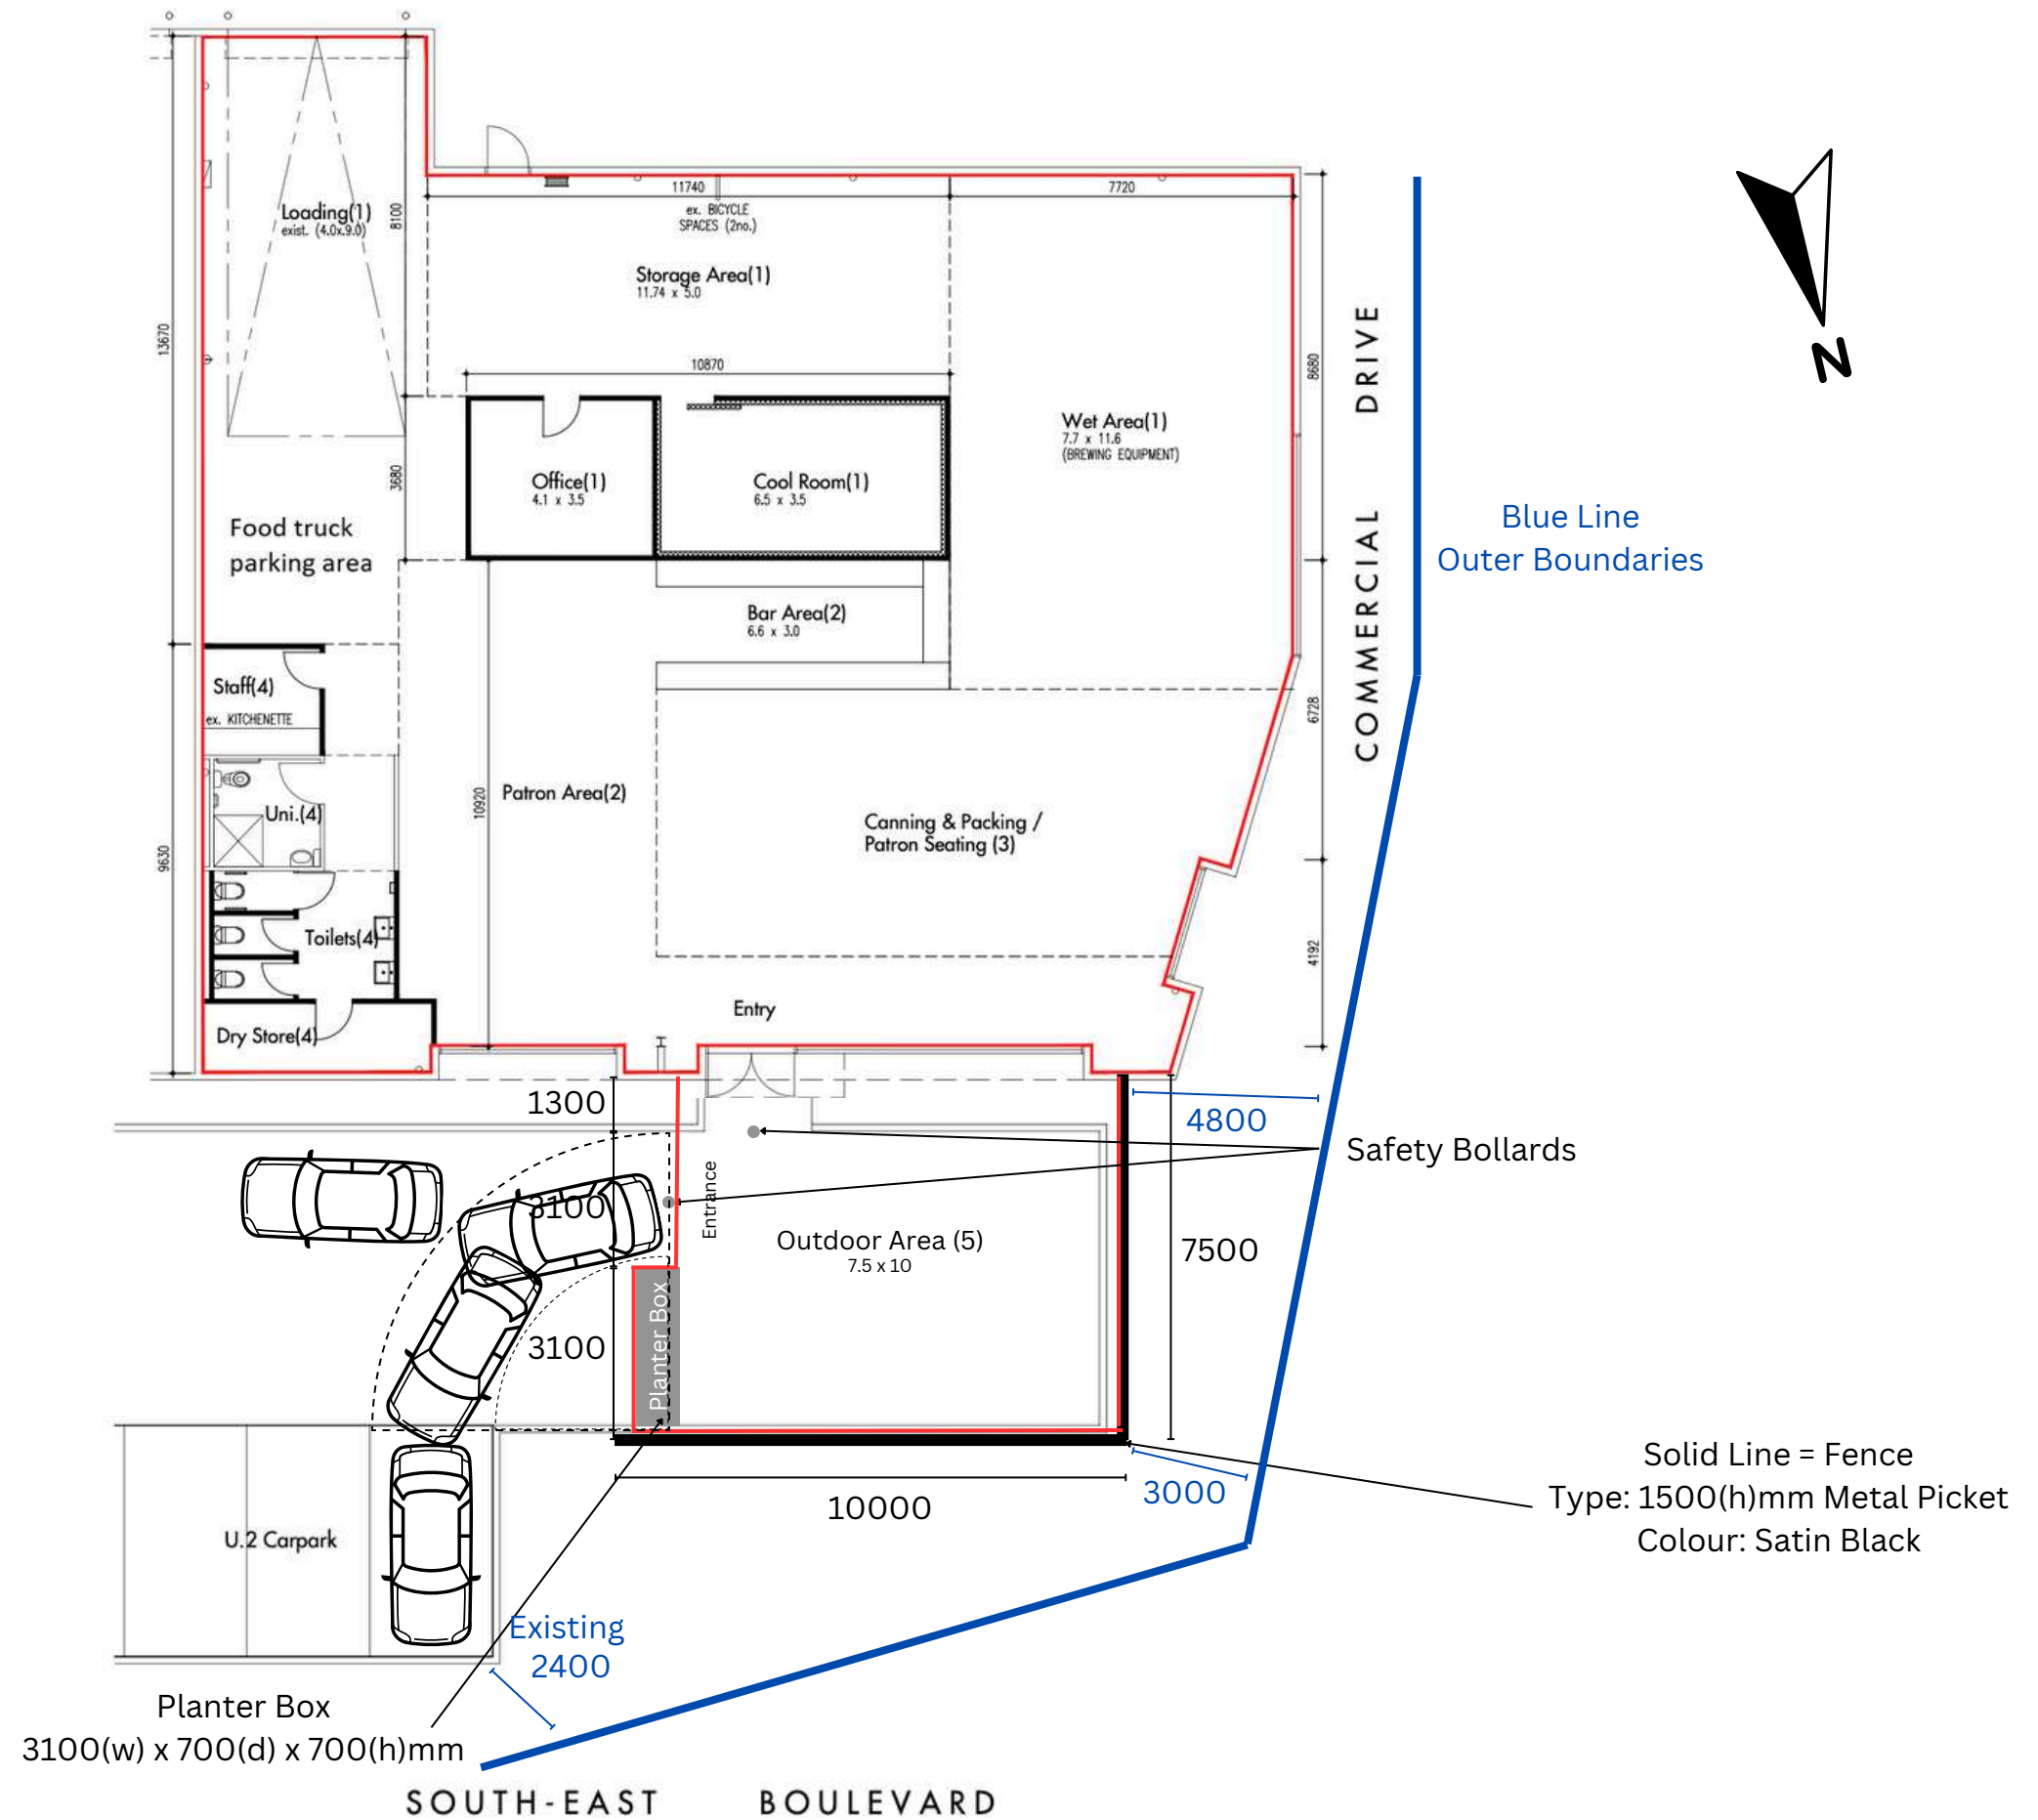 11740
7720
ex. BICYCLE
SPACES (2no.)
Loading(1)
exist. (4.0x9.0)
8100
Storage Area(1)
11.74 x 5.0
13670
10870
8680
COMMERCIAL DRIVE
N
Wet Area(1)
7.7 x 11.6
(BREWING EQUIPMENT)
Office(1)
4.1 x 3.5
Cool Room(1)
6.5 x 3.5
3680
Blue Line
Outer Boundaries
Food truck
parking area
Bar Area(2)
6.6 x 3.0
Staff(4)
ex. KITCHENETTE
6728
Patron Area(2)
10920
Uni.(4)
Canning & Packing /
Patron Seating (3)
9630
Toilets(4)
4192
Entry
Dry Store(4)
1300
4800
Safety Bollards
3100
Entrance
Outdoor Area (5)
7.5 x 10
7500
Planter Box
3100
10000
3000
Solid Line = Fence
Type: 1500(h)mm Metal Picket
Colour: Satin Black
U.2 Carpark
Existing
2400
Planter Box
3100(w) x 700(d) x 700(h)mm
SOUTH-EAST BOULEVARD